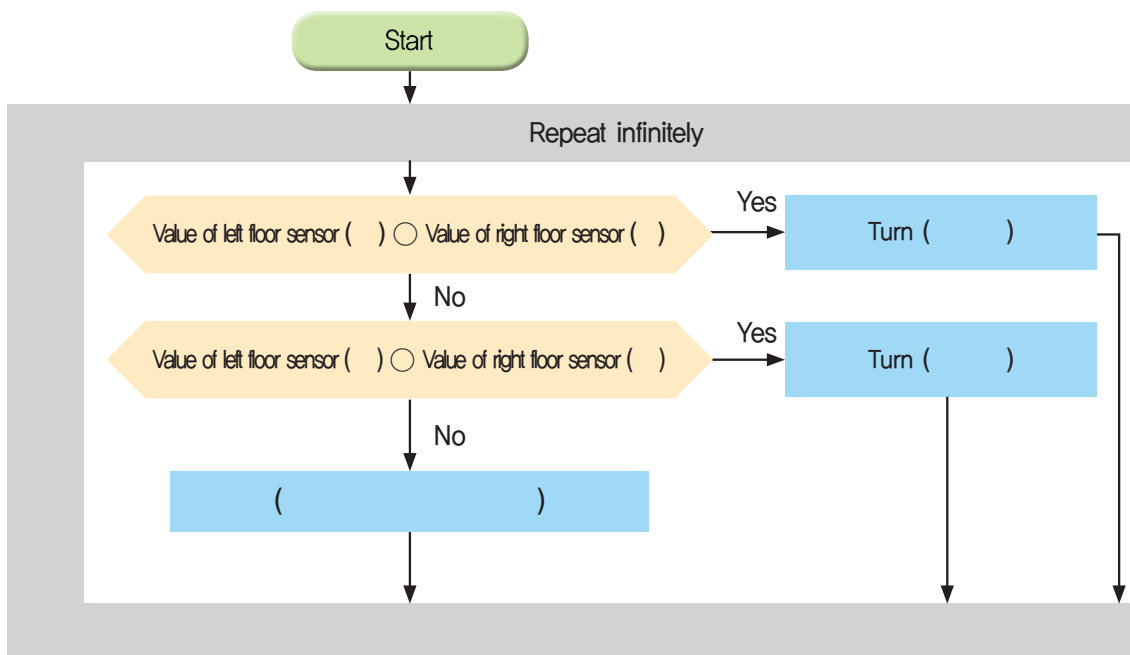 Start
Repeat infinitely
Value of left floor sensor (   ) ○ Value of right floor sensor (   )
Yes
Turn (   )
No
Value of left floor sensor (   ) ○ Value of right floor sensor (   )
Yes
Turn (   )
No
(   )